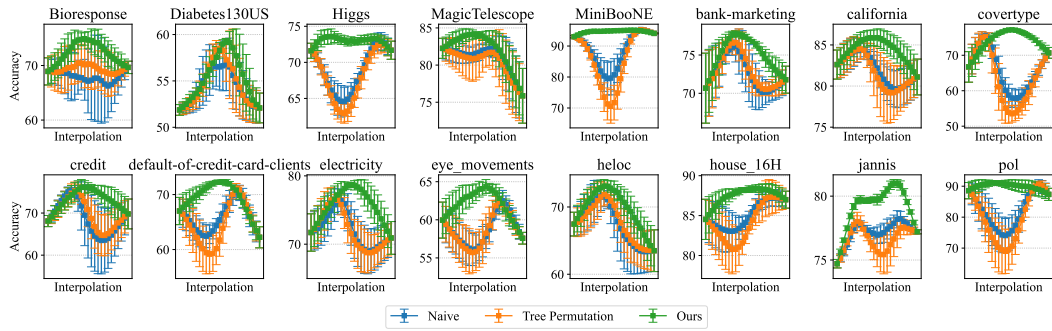 Bioresponse Diabetes130US Higgs MagicTelescope MiniBooNE bank-marketing california covertype
Accuracy
70
60
Interpolation
60
55
50
Interpolation
75
70
65
Interpolation
85
80
75
Interpolation
90
80
70
Interpolation
75
70
Interpolation
85
80
75
Interpolation
70
60
50
Interpolation
credit default-of-credit-card-clients electricity eye_movements heloc house_16H jannis pol
Accuracy
70
60
Interpolation
70
60
Interpolation
80
70
Interpolation
65
60
55
Interpolation
70
60
Interpolation
90
85
80
Interpolation
80
75
Interpolation
90
80
70
Interpolation
Naive Tree Permutation Ours